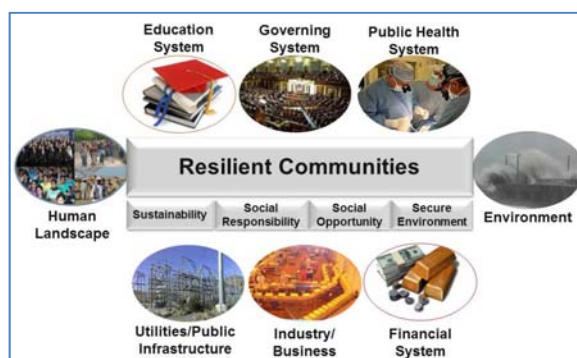 Education
System
Governing
System
Public Health
System
Resilient Communities
Human
Landscape
Environment
Sustainability
Social
Responsibility
Social
Opportunity
Secure
Environment
Utilities/Public
Infrastructure
Industry/
Business
Financial
System